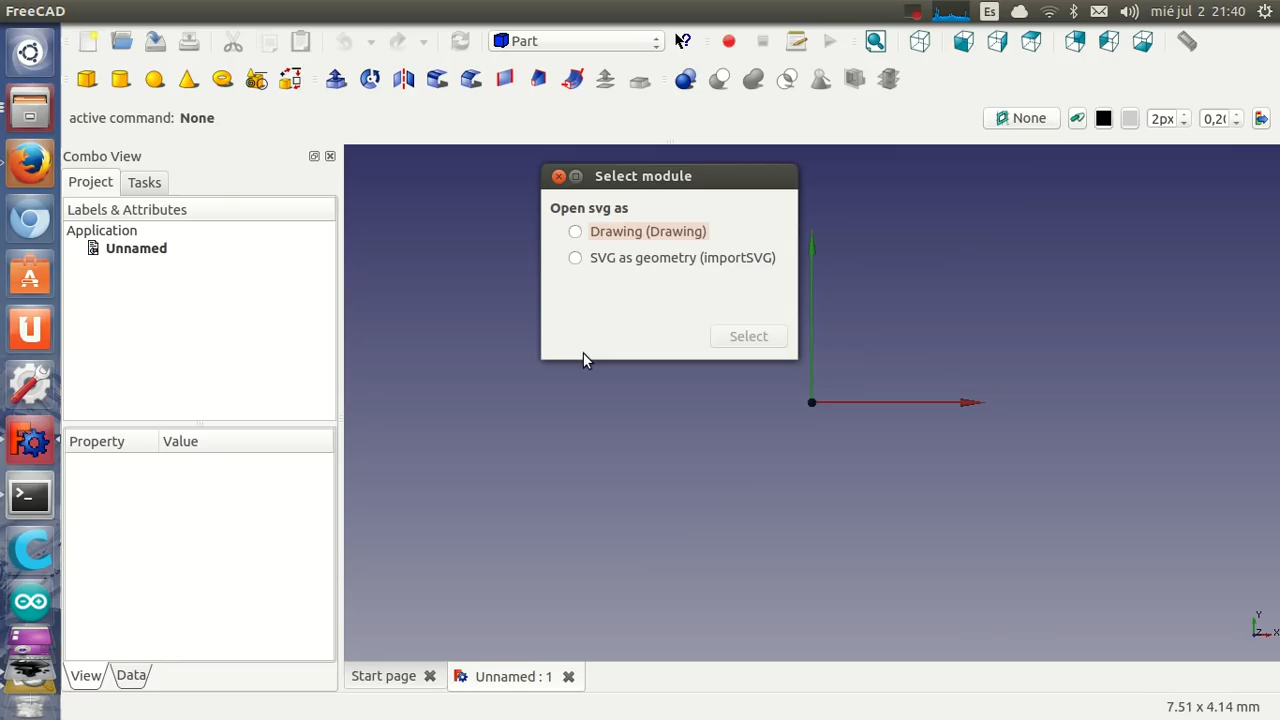 FreeCAD
Es
mié jul 2 21:40
Part
active command: None
None
2px
0,20
Combo View
Project
Tasks
Labels & Attributes
Application
Unnamed
Property
Value
View
Data
Select module
Open svg as
Drawing (Drawing)
SVG as geometry (importSVG)
Select
Y
Z
X
Start page
Unnamed : 1
7.51 x 4.14 mm